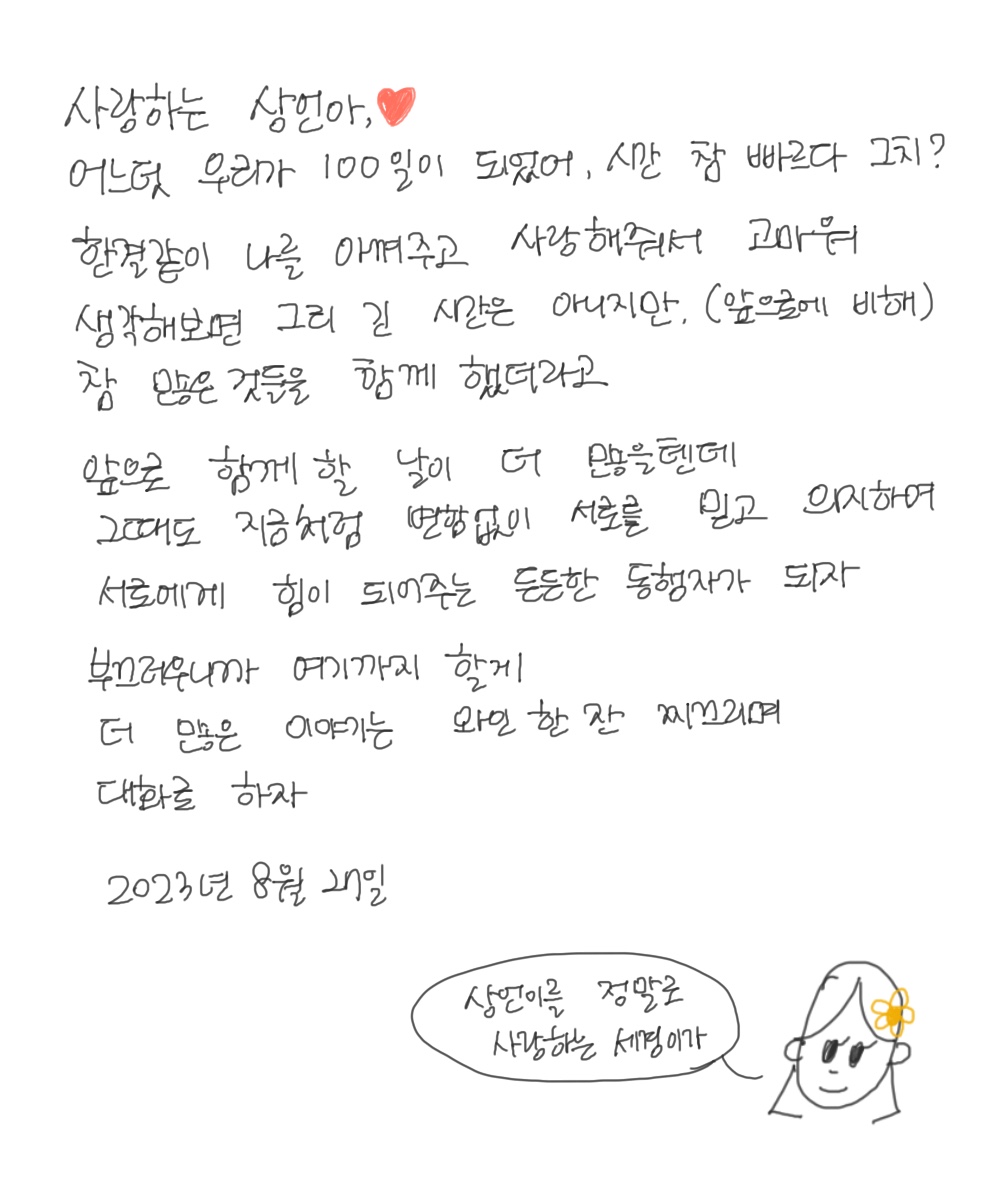 사랑하는 상언아,
어느덧 우리가 100일이 되었어, 시간 참 빠르다 그치?
한결같이 나를 아껴주고 사랑해줘서 고마워
생각해보면 그리 긴 시간은 아니지만, (앞으로에 비해)
참 많은 것들을 함께 했더라고
앞으로 함께 할 날이 더 많을텐데
그때도 지금처럼 변함없이 서로를 믿고 의지하여
서로에게 힘이 되어주는 든든한 동행자가 되자
부끄러우니까 여기까지 할게
더 많은 이야기는 와인 한 잔 찌끄리며
대화로 하자
2023년 8월 27일
상언이를 정말로
사랑하는 세령이가